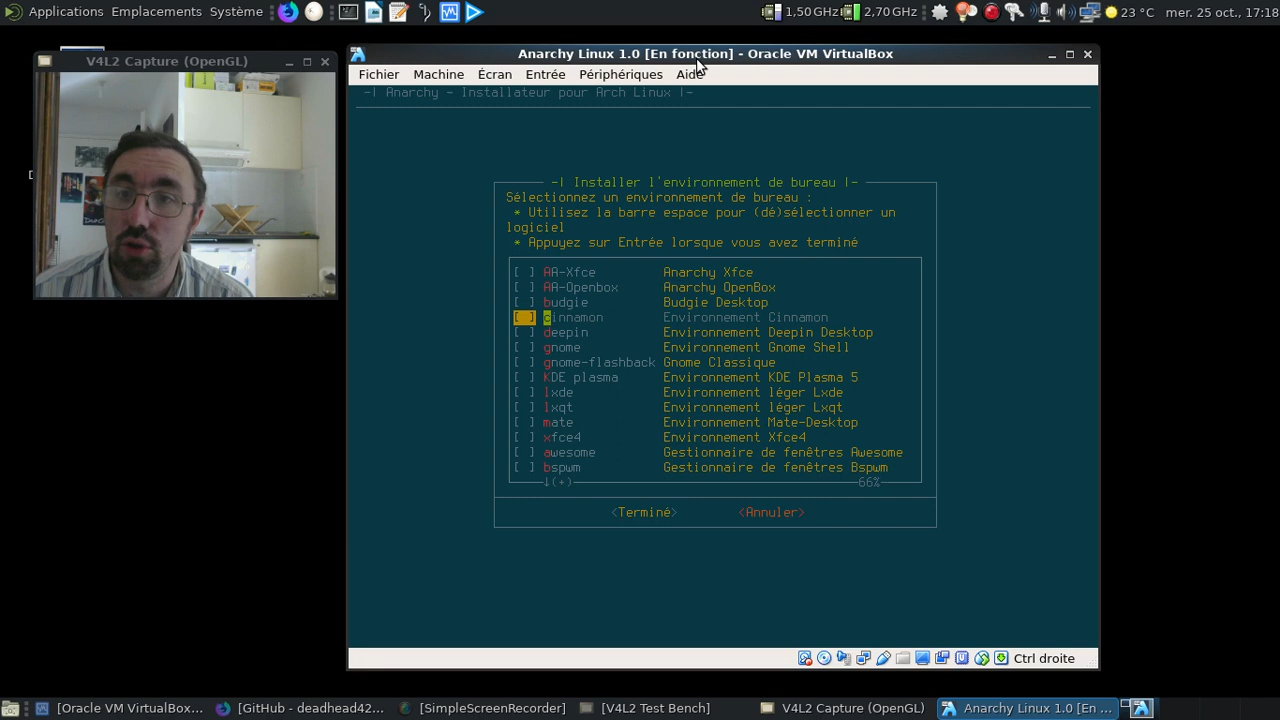 Applications Emplacements Système
1,50 GHz 2,70 GHz 23 °C mer. 25 oct., 17:18
V4L2 Capture (OpenGL)
Anarchy Linux 1.0 [En fonction] - Oracle VM VirtualBox
Fichier Machine Écran Entrée Périphériques Aide
-| Anarchy - Installateur pour Arch Linux |-
-| Installer l'environnement de bureau |-
Sélectionnez un environnement de bureau :
* Utilisez la barre espace pour (dé)sélectionner un
logiciel
* Appuyez sur Entrée lorsque vous avez terminé
[ ] AA-Xfce Anarchy Xfce
[ ] AA-Openbox Anarchy OpenBox
[ ] budgie Budgie Desktop
[ ] cinnamon Environnement Cinnamon
[ ] deepin Environnement Deepin Desktop
[ ] gnome Environnement Gnome Shell
[ ] gnome-flashback Gnome Classique
[ ] KDE plasma Environnement KDE Plasma 5
[ ] lxde Environnement léger Lxde
[ ] lxqt Environnement léger Lxqt
[ ] mate Environnement Mate-Desktop
[ ] xfce4 Environnement Xfce4
[ ] awesome Gestionnaire de fenêtres Awesome
[ ] bspwm Gestionnaire de fenêtres Bspwm
↓(+) 66%
<Terminé> <Annuler>
Ctrl droite
[Oracle VM VirtualBox... [GitHub - deadhead42... [SimpleScreenRecorder] [V4L2 Test Bench] V4L2 Capture (OpenGL) Anarchy Linux 1.0 [En ...